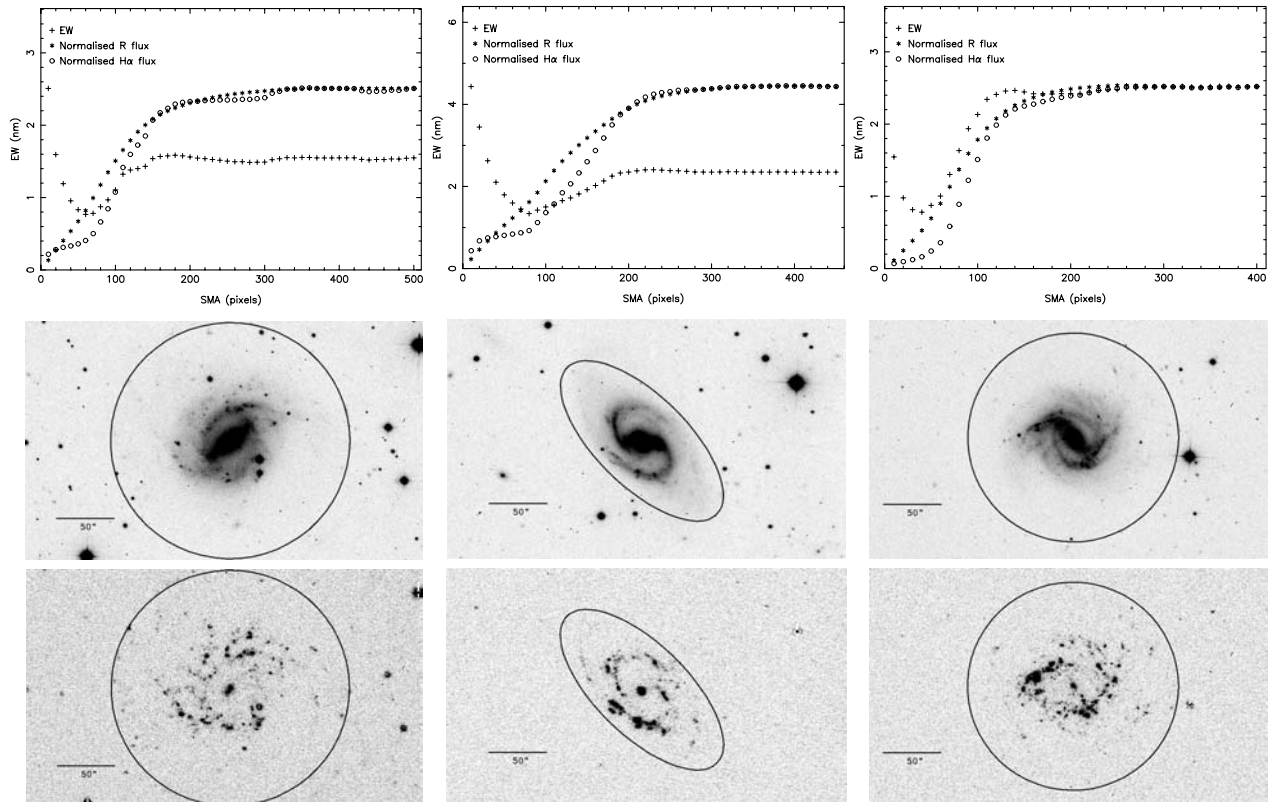 EW
Normalised R flux
Normalised Hα flux
EW (nm)
0 1 2 3
0 100 200 300 400 500
SMA (pixels)
EW
Normalised R flux
Normalised Hα flux
EW (nm)
0 2 4 6
0 100 200 300 400
SMA (pixels)
EW
Normalised R flux
Normalised Hα flux
EW (nm)
0 1 2 3
0 100 200 300 400
SMA (pixels)
50"
50"
50"
50"
50"
50"